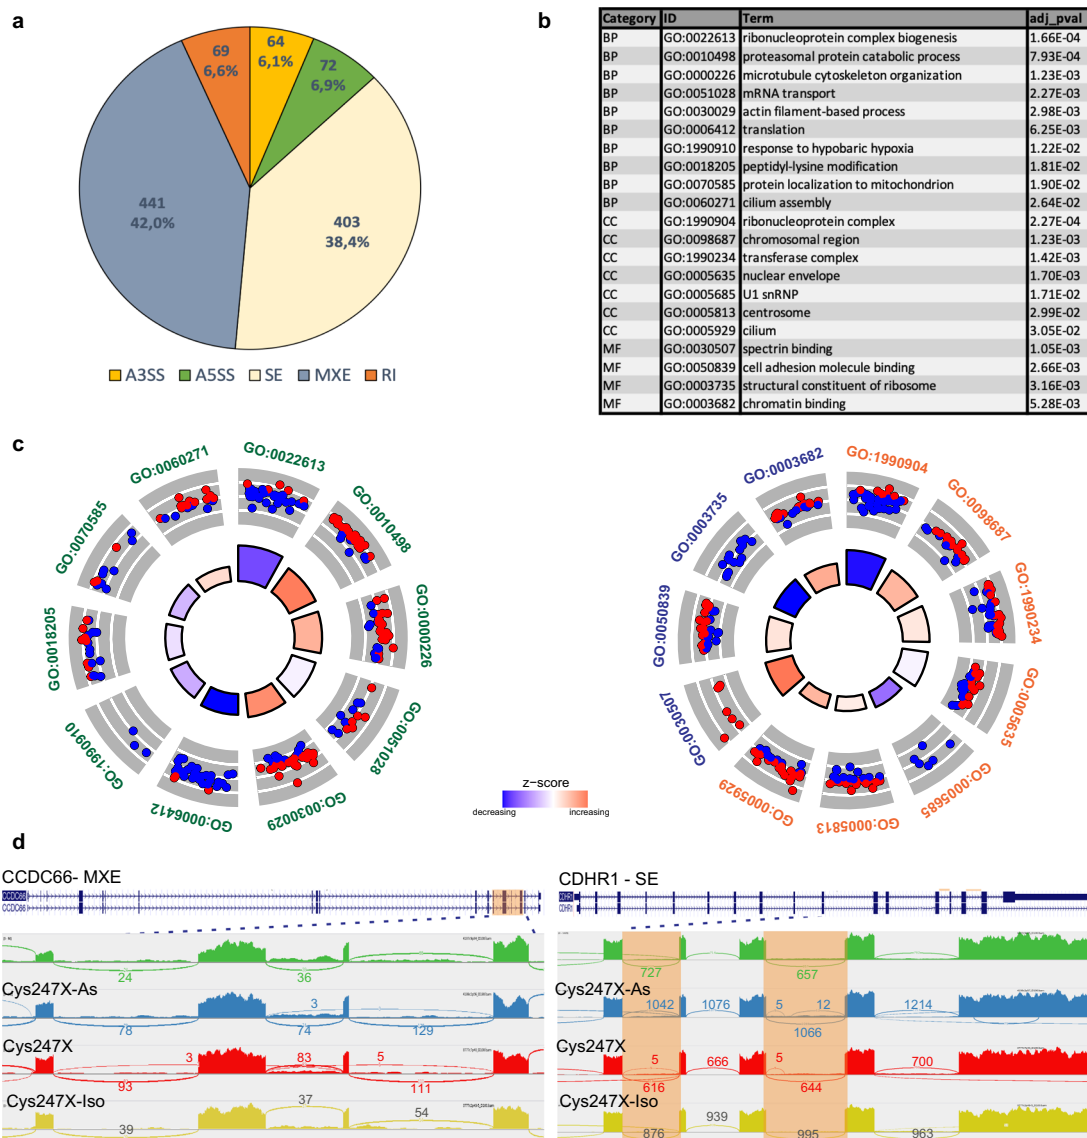 a
69
6,6%
64
6,1%
72
6,9%
441
42,0%
403
38,4%
A3SS A5SS SE MXE RI
b
Category ID Term adj_pval
BP GO:0022613 ribonucleoprotein complex biogenesis 1.66E-04
BP GO:0010498 proteasomal protein catabolic process 7.93E-04
BP GO:0000226 microtubule cytoskeleton organization 1.23E-03
BP GO:0051028 mRNA transport 2.27E-03
BP GO:0030029 actin filament-based process 2.98E-03
BP GO:0006412 translation 6.25E-03
BP GO:1990910 response to hypobaric hypoxia 1.22E-02
BP GO:0018205 peptidyl-lysine modification 1.81E-02
BP GO:0070585 protein localization to mitochondrion 1.90E-02
BP GO:0060271 cilium assembly 2.64E-02
CC GO:1990904 ribonucleoprotein complex 2.27E-04
CC GO:0098687 chromosomal region 1.23E-03
CC GO:1990234 transferase complex 1.42E-03
CC GO:0005635 nuclear envelope 1.70E-03
CC GO:0005685 U1 snRNP 1.71E-02
CC GO:0005813 centrosome 2.99E-02
CC GO:0005929 cilium 3.05E-02
MF GO:0030507 spectrin binding 1.05E-03
MF GO:0050839 cell adhesion molecule binding 2.66E-03
MF GO:0003735 structural constituent of ribosome 3.16E-03
MF GO:0003682 chromatin binding 5.28E-03
c
GO:0022613
GO:0010498
GO:0000226
GO:0051028
GO:0030029
GO:0006412
GO:1990910
GO:0018205
GO:0070585
GO:0060271
z-score
decreasing increasing
GO:1990904
GO:0098687
GO:1990234
GO:0005635
GO:0005685
GO:0005813
GO:0005929
GO:0030507
GO:0050839
GO:0003735
GO:0003682
d
CCDC66- MXE
CCDC66
CCDC66
24 36
Cys247X-As
3
78 74 129
Cys247X
3 83 5
93 111
Cys247X-Iso
37
39 54
CDHR1 - SE
CDHR1
CDHR1
727 657
Cys247X-As
1042 1076 5 12 1214
1066
Cys247X
5 666 5 700
616 644
Cys247X-Iso
939
876 995 963